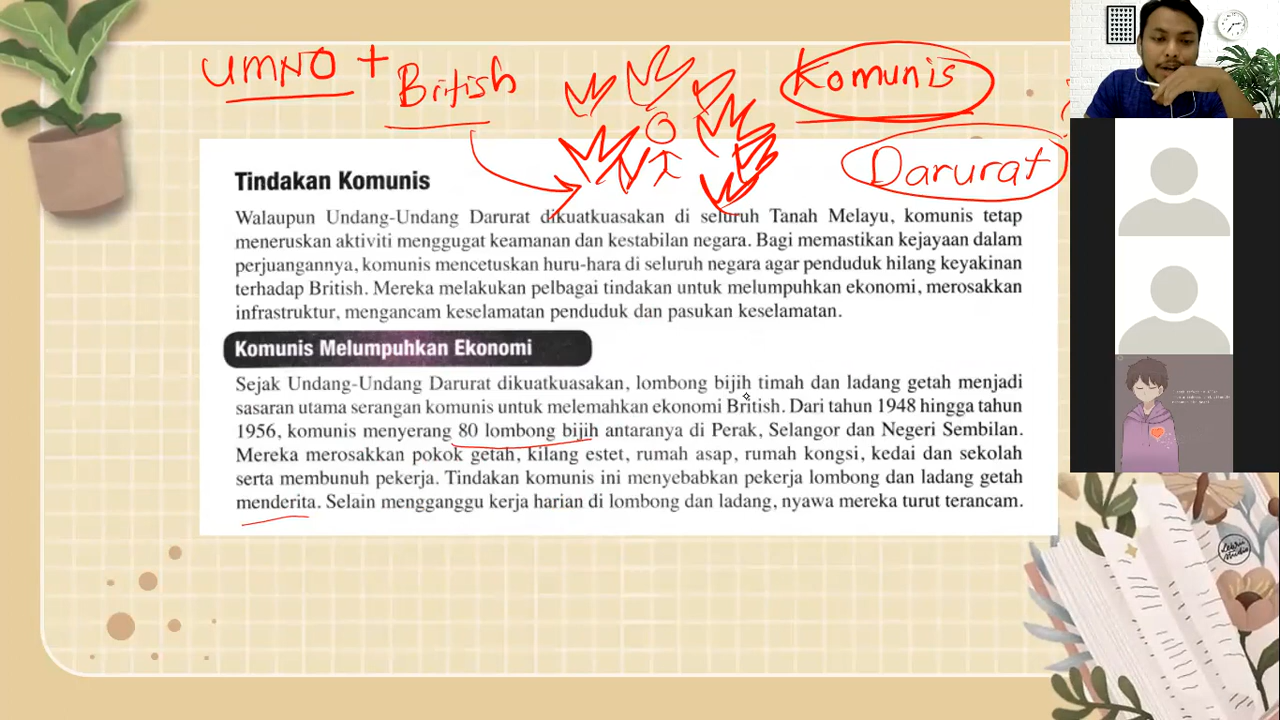 UMNO + British
Komunis
Darurat
Tindakan Komunis
Walaupun Undang-Undang Darurat dikuatkuasakan di seluruh Tanah Melayu, komunis tetap
meneruskan aktiviti menggugat keamanan dan kestabilan negara. Bagi memastikan kejayaan dalam
perjuangannya, komunis mencetuskan huru-hara di seluruh negara agar penduduk hilang keyakinan
terhadap British. Mereka melakukan pelbagai tindakan untuk melumpuhkan ekonomi, merosakkan
infrastruktur, mengancam keselamatan penduduk dan pasukan keselamatan.
Komunis Melumpuhkan Ekonomi
Sejak Undang-Undang Darurat dikuatkuasakan, lombong bijih timah dan ladang getah menjadi
sasaran utama serangan komunis untuk melemahkan ekonomi British. Dari tahun 1948 hingga tahun
1956, komunis menyerang 80 lombong bijih antaranya di Perak, Selangor dan Negeri Sembilan.
Mereka merosakkan pokok getah, kilang estet, rumah asap, rumah kongsi, kedai dan sekolah
serta membunuh pekerja. Tindakan komunis ini menyebabkan pekerja lombong dan ladang getah
menderita. Selain mengganggu kerja harian di lombong dan ladang, nyawa mereka turut terancam.